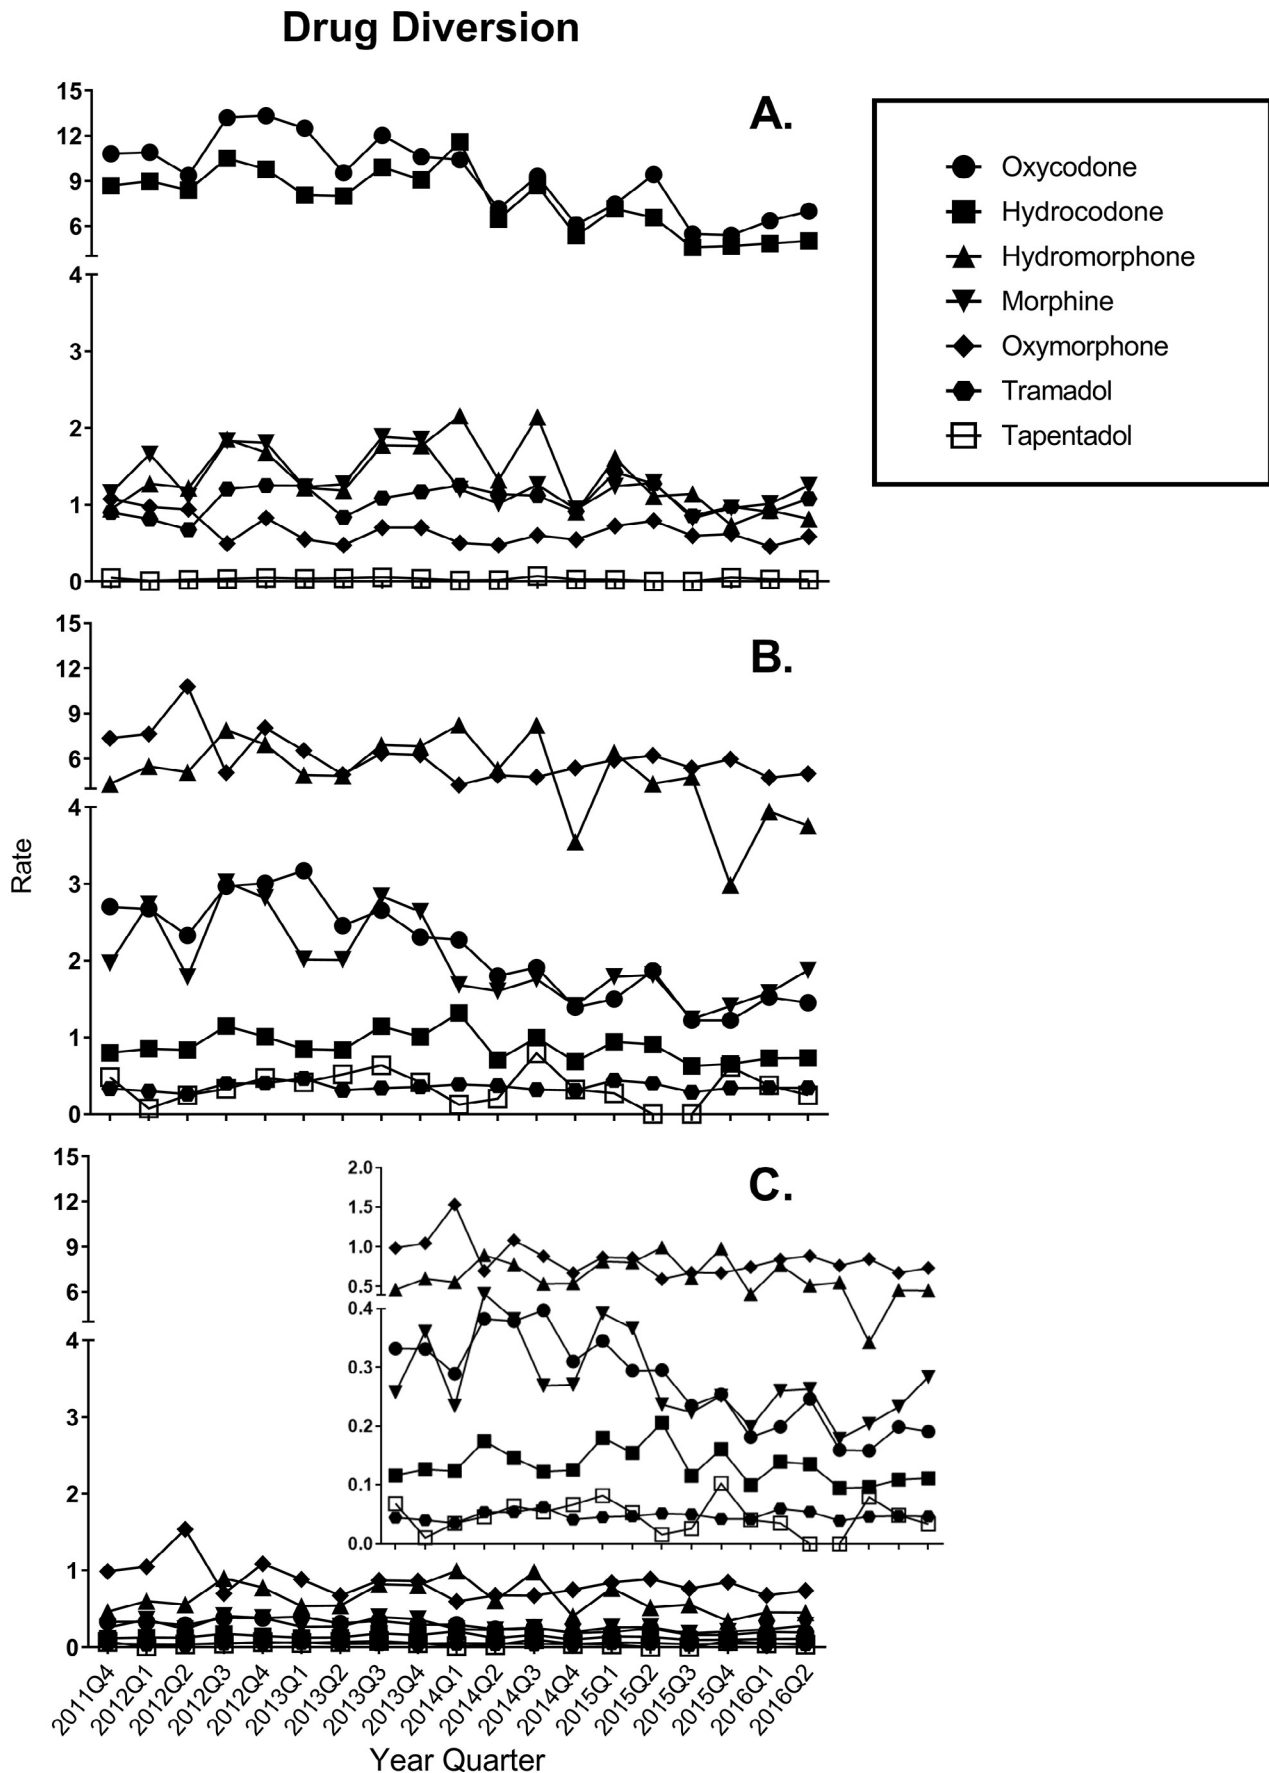 Drug Diversion
A.
15
12
9
6
4
3
2
1
0
Oxycodone
Hydrocodone
Hydromorphone
Morphine
Oxymorphone
Tramadol
Tapentadol
B.
15
12
9
6
4
3
2
1
0
Rate
C.
15
12
9
6
4
3
2
1
0
2.0
1.5
1.0
0.5
0.4
0.3
0.2
0.1
0.0
2011Q4
2012Q1
2012Q2
2012Q3
2012Q4
2013Q1
2013Q2
2013Q3
2013Q4
2014Q1
2014Q2
2014Q3
2014Q4
2015Q1
2015Q2
2015Q3
2015Q4
2016Q1
2016Q2
Year Quarter